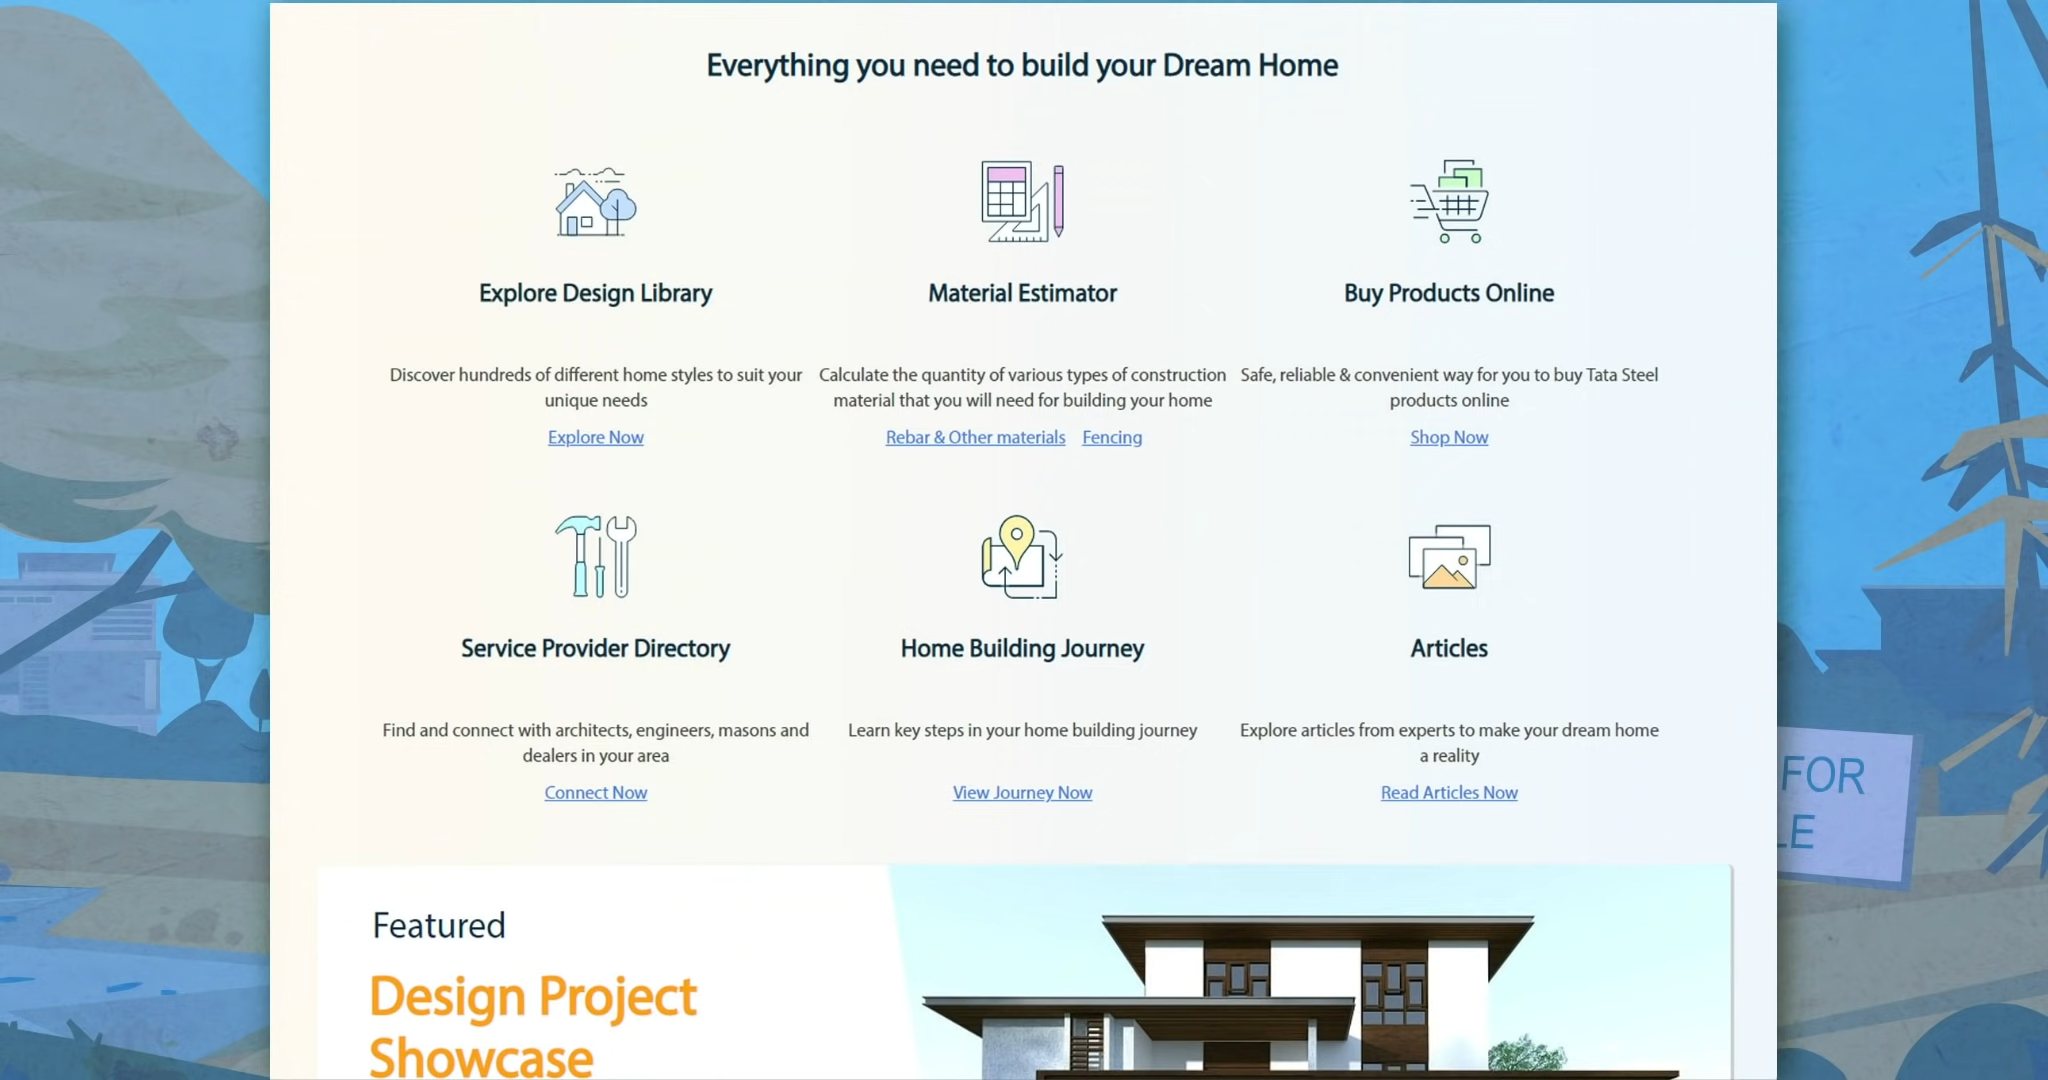 Everything you need to build your Dream Home
Explore Design Library
Discover hundreds of different home styles to suit your
unique needs
Explore Now
Material Estimator
Calculate the quantity of various types of construction
material that you will need for building your home
Rebar & Other materials Fencing
Buy Products Online
Safe, reliable & convenient way for you to buy Tata Steel
products online
Shop Now
Service Provider Directory
Find and connect with architects, engineers, masons and
dealers in your area
Connect Now
Home Building Journey
Learn key steps in your home building journey
View Journey Now
Articles
Explore articles from experts to make your dream home
a reality
Read Articles Now
FOR
LE
Featured
Design Project
Showcase